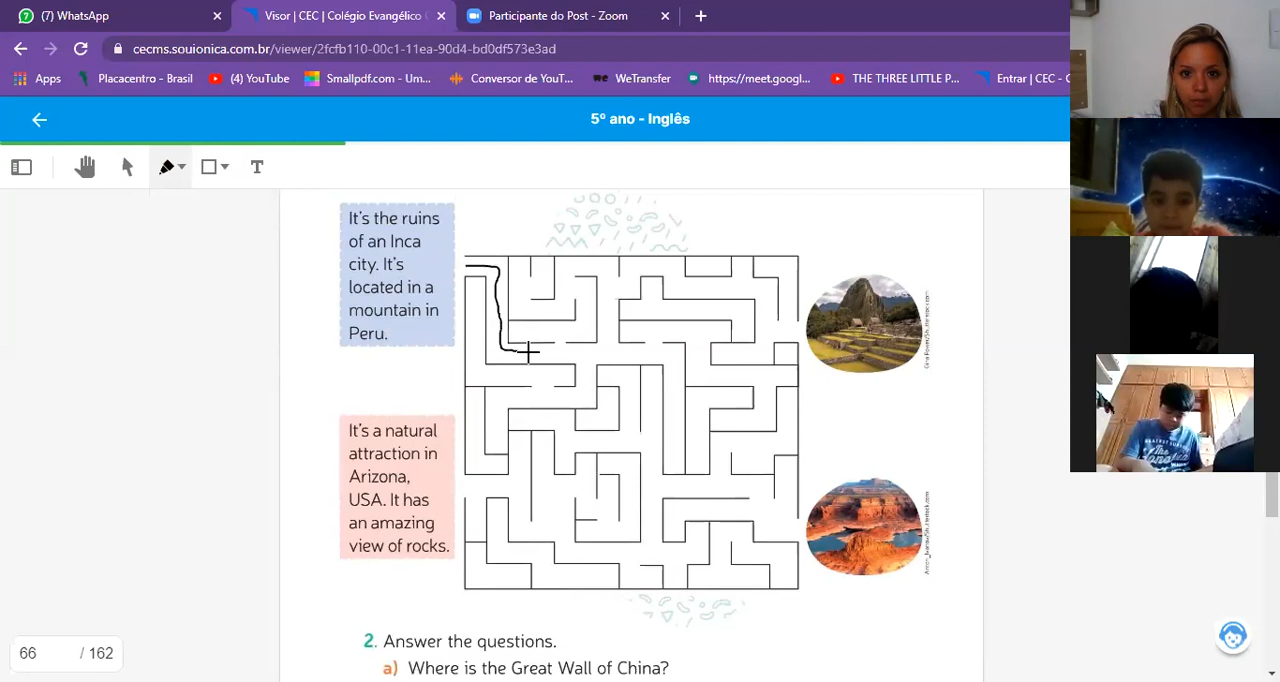 (7) WhatsApp
Visor | CEC | Colégio Evangélico
Participante do Post - Zoom
cecms.souionica.com.br/viewer/2fcfb110-00c1-11ea-90d4-bd0df573e3ad
Apps
Placacentro - Brasil
(4) YouTube
Smallpdf.com - Um...
Conversor de YouT...
WeTransfer
https://meet.googl...
THE THREE LITTLE P...
Entrar | CEC - C
5º ano - Inglês
T
It's the ruins
of an Inca
city. It's
located in a
mountain in
Peru.
It's a natural
attraction in
Arizona,
USA. It has
an amazing
view of rocks.
2. Answer the questions.
a) Where is the Great Wall of China?
66 / 162